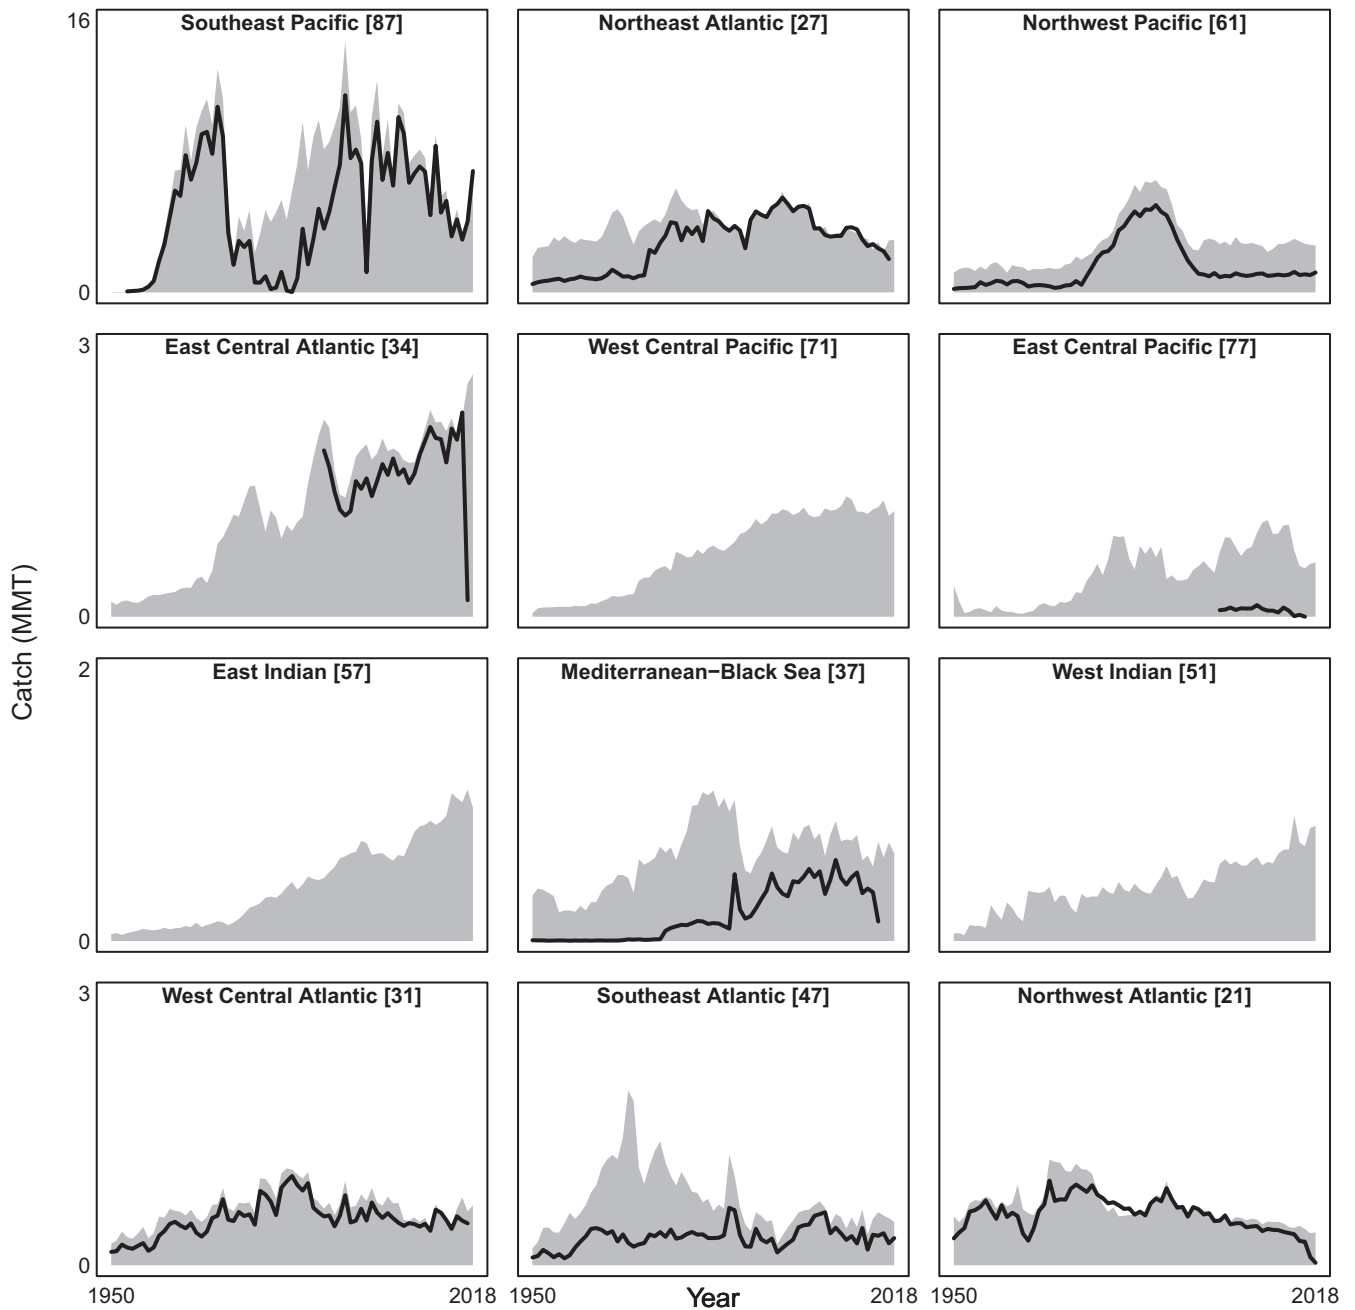 16
Southeast Pacific [87]
Northeast Atlantic [27]
Northwest Pacific [61]
0
3
East Central Atlantic [34]
West Central Pacific [71]
East Central Pacific [77]
0
Catch (MMT)
2
East Indian [57]
Mediterranean−Black Sea [37]
West Indian [51]
0
3
West Central Atlantic [31]
Southeast Atlantic [47]
Northwest Atlantic [21]
0
1950 2018 1950 2018 1950 2018
Year